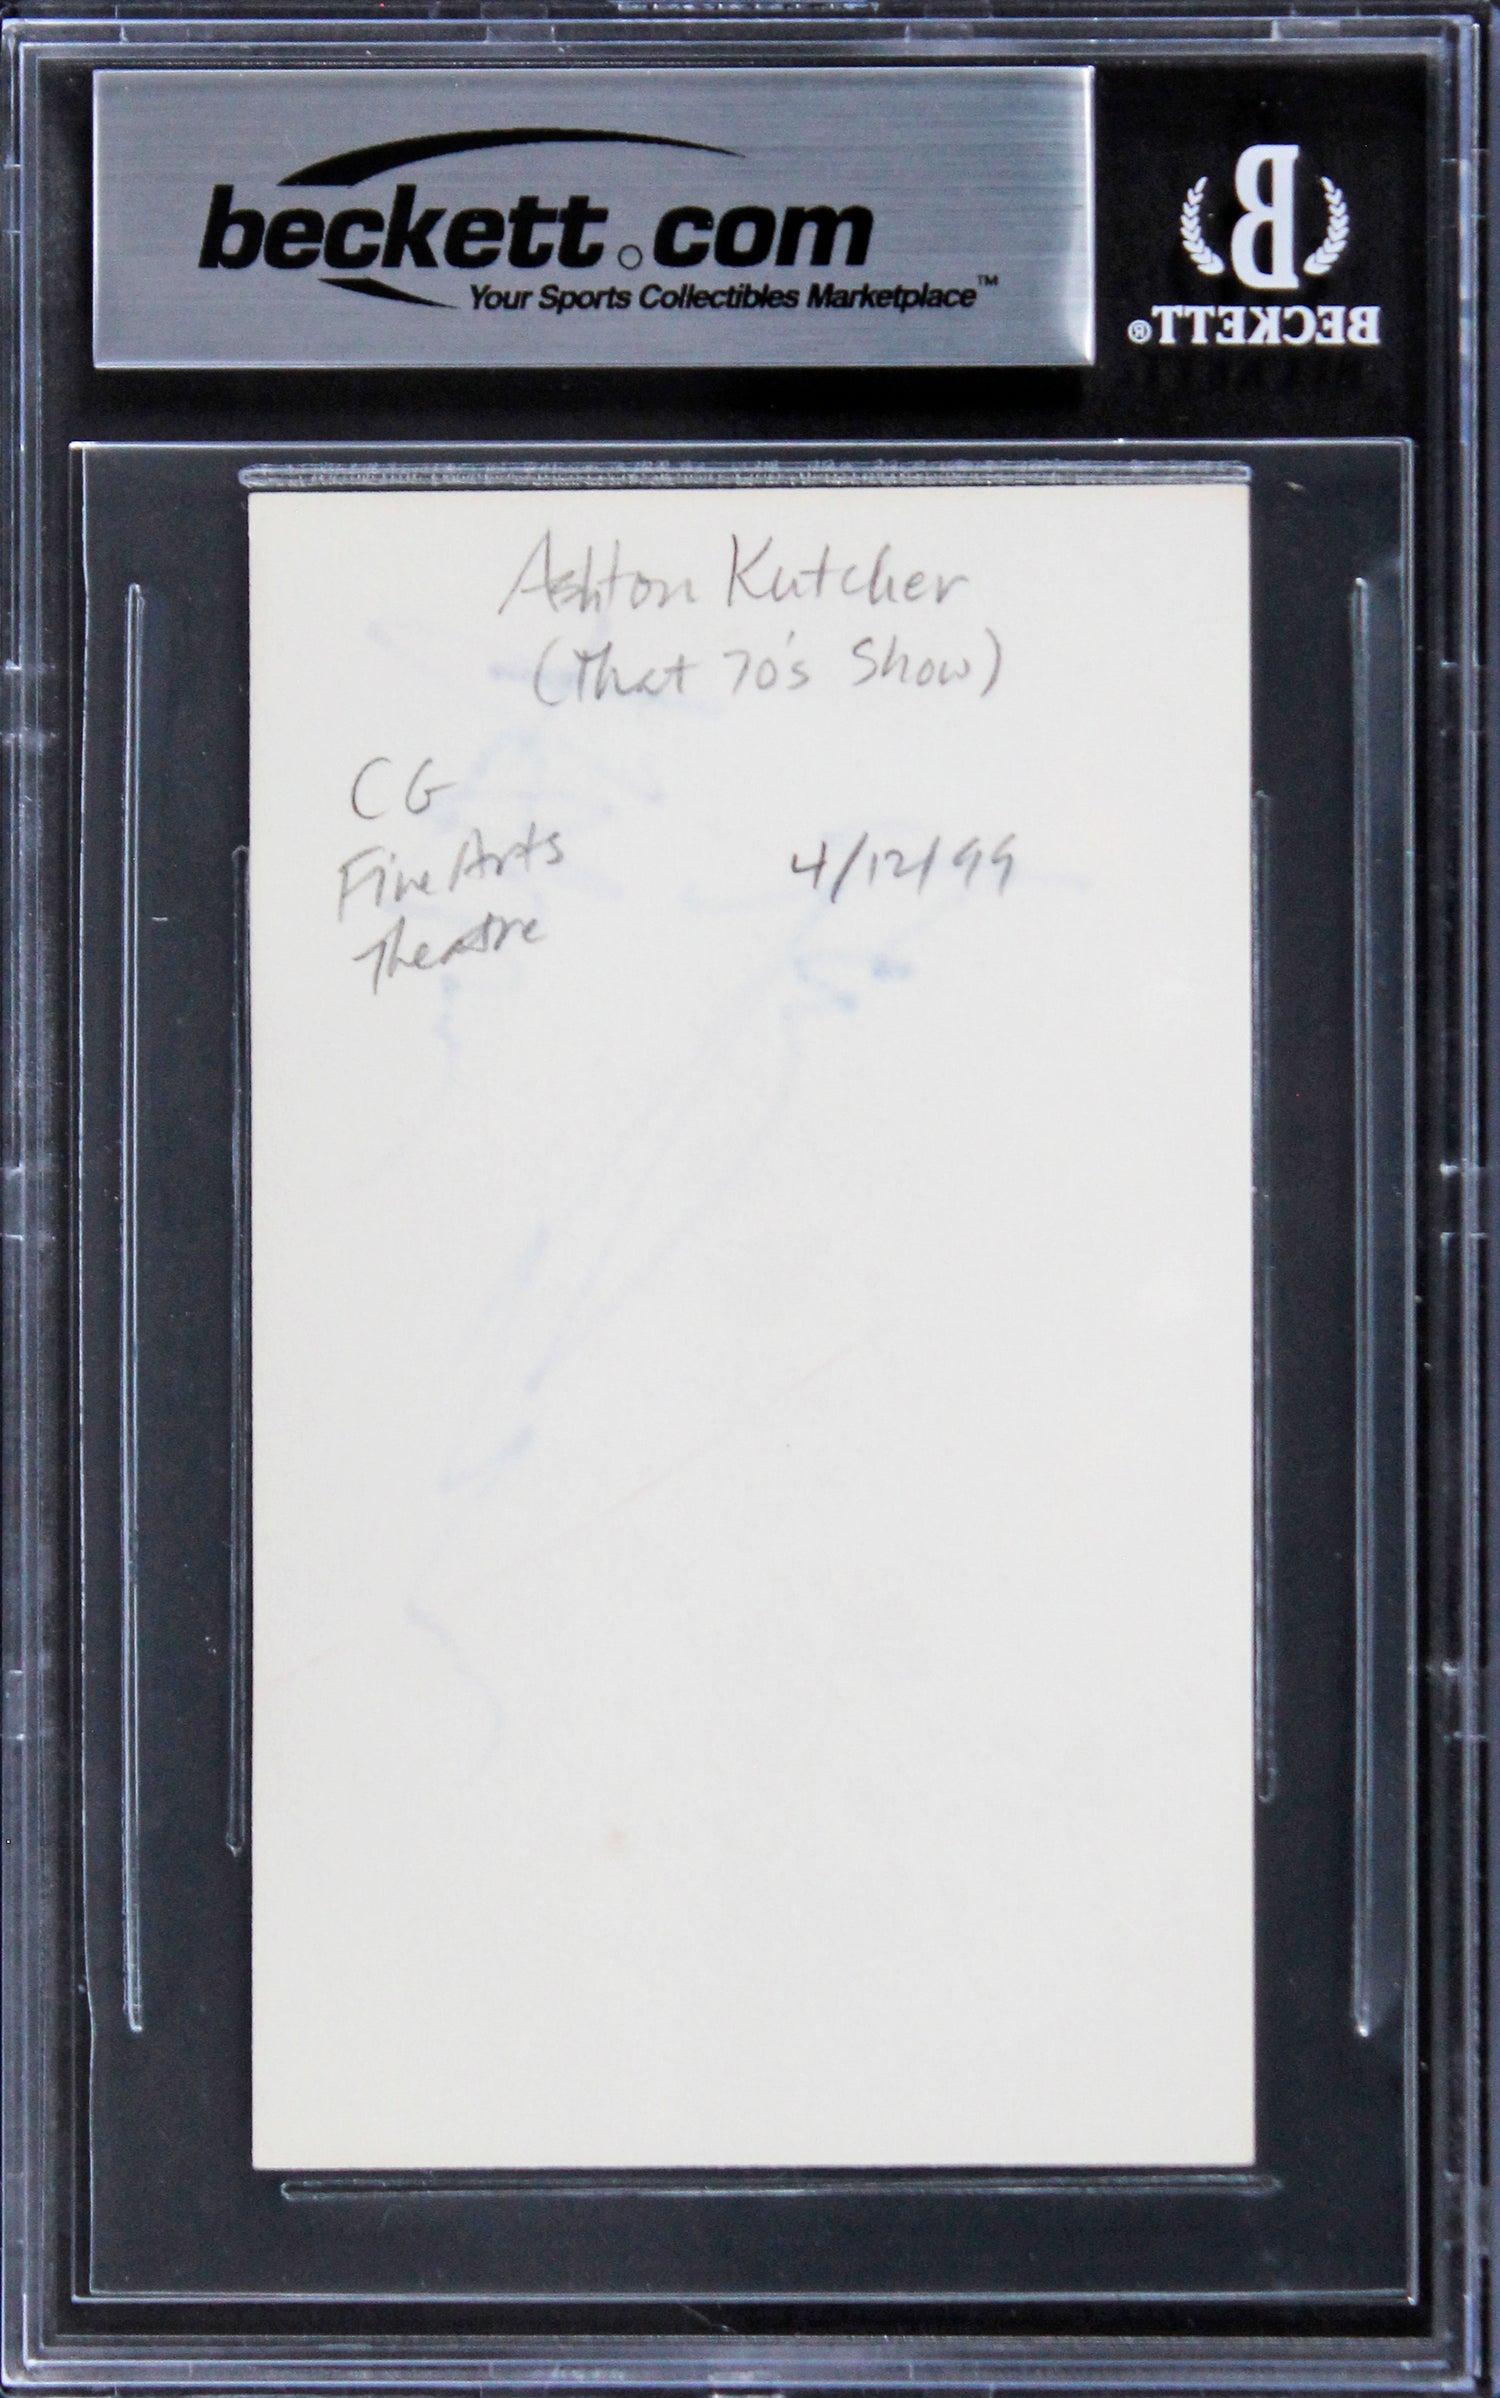 beckett.com
Your Sports Collectibles Marketplace™
B
BECKETT®
Ashton Kutcher
(That 70's Show)
CG
Fine Arts
Theatre
4/12/99